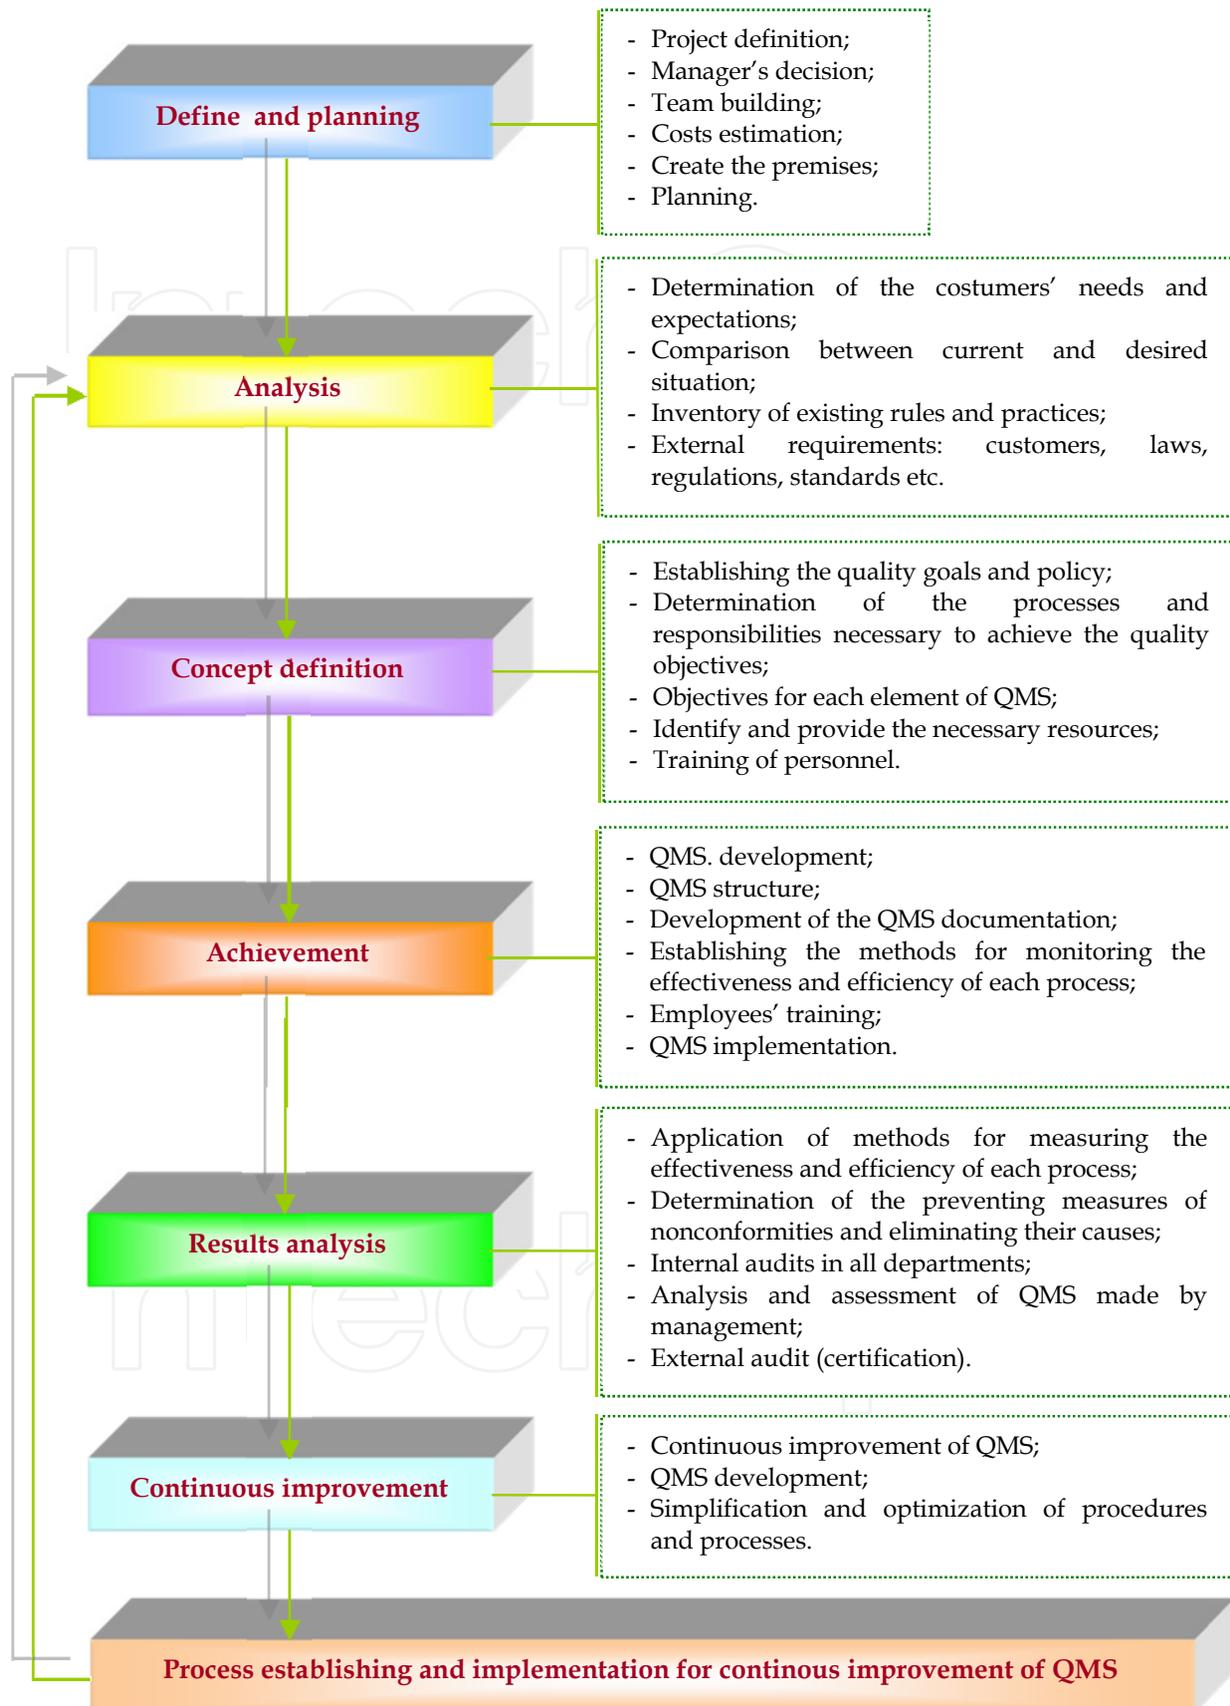 Define and planning
- Project definition;
- Manager's decision;
- Team building;
- Costs estimation;
- Create the premises;
- Planning.
Analysis
- Determination of the costumers' needs and
expectations;
- Comparison between current and desired
situation;
- Inventory of existing rules and practices;
- External requirements: customers, laws,
regulations, standards etc.
Concept definition
- Establishing the quality goals and policy;
- Determination of the processes and
responsibilities necessary to achieve the quality
objectives;
- Objectives for each element of QMS;
- Identify and provide the necessary resources;
- Training of personnel.
Achievement
- QMS. development;
- QMS structure;
- Development of the QMS documentation;
- Establishing the methods for monitoring the
effectiveness and efficiency of each process;
- Employees' training;
- QMS implementation.
Results analysis
- Application of methods for measuring the
effectiveness and efficiency of each process;
- Determination of the preventing measures of
nonconformities and eliminating their causes;
- Internal audits in all departments;
- Analysis and assessment of QMS made by
management;
- External audit (certification).
Continuous improvement
- Continuous improvement of QMS;
- QMS development;
- Simplification and optimization of procedures
and processes.
Process establishing and implementation for continous improvement of QMS